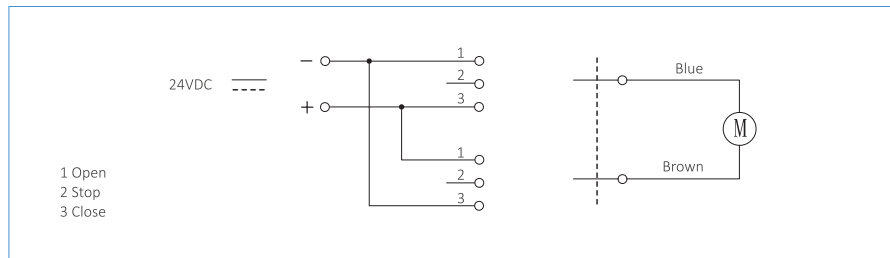 − 1
2
24VDC
+ 3
Blue
M
1
2
3
Brown
1 Open
2 Stop
3 Close